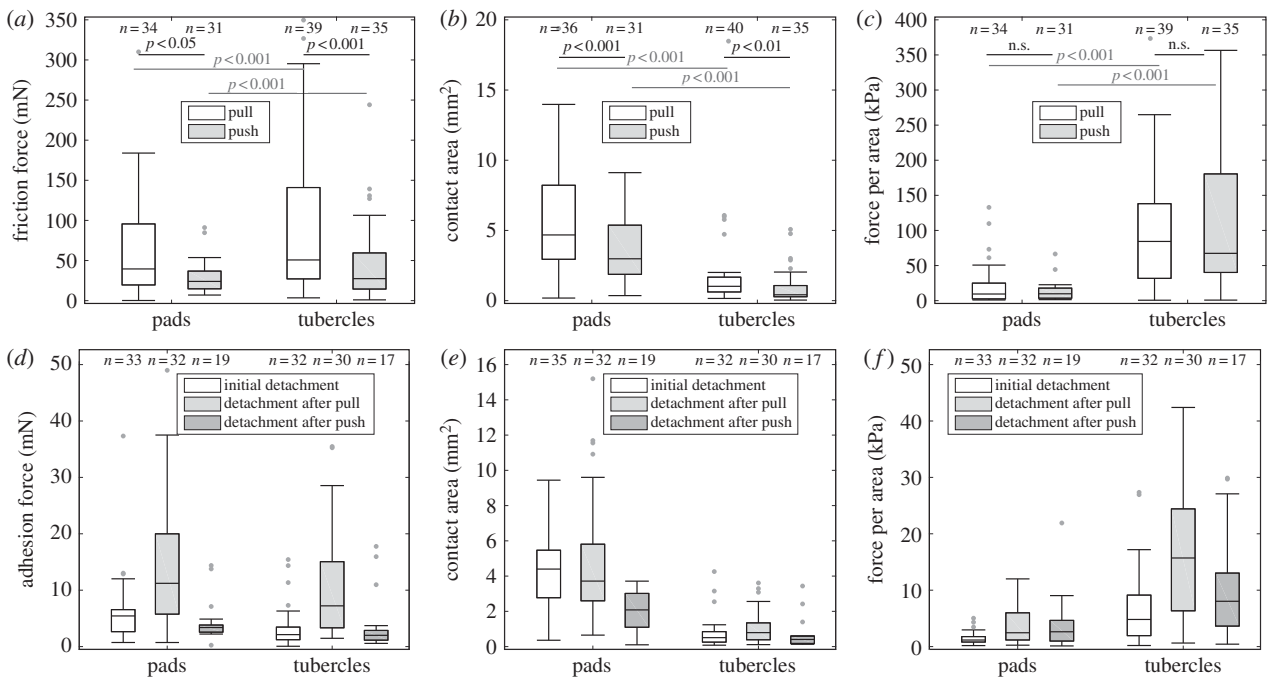 (a)
350
300
250
200
150
100
50
0
friction force (mN)
n=34 n=31 n=39 n=35
p<0.05 p<0.001
p<0.001
p<0.001
pull
push
pads tubercles
(b)
20
15
10
5
0
contact area (mm2)
n=36 n=31 n=40 n=35
p<0.001 p<0.01
p<0.001
p<0.001
pull
push
pads tubercles
(c)
400
350
300
250
200
150
100
50
0
force per area (kPa)
n=34 n=31 n=39 n=35
n.s. n.s.
p<0.001
p<0.001
pull
push
pads tubercles
(d)
50
40
30
20
10
0
adhesion force (mN)
n=33 n=32 n=19 n=32 n=30 n=17
initial detachment
detachment after pull
detachment after push
pads tubercles
(e)
16
14
12
10
8
6
4
2
0
contact area (mm2)
n=35 n=32 n=19 n=32 n=30 n=17
initial detachment
detachment after pull
detachment after push
pads tubercles
(f)
50
40
30
20
10
0
force per area (kPa)
n=33 n=32 n=19 n=32 n=30 n=17
initial detachment
detachment after pull
detachment after push
pads tubercles